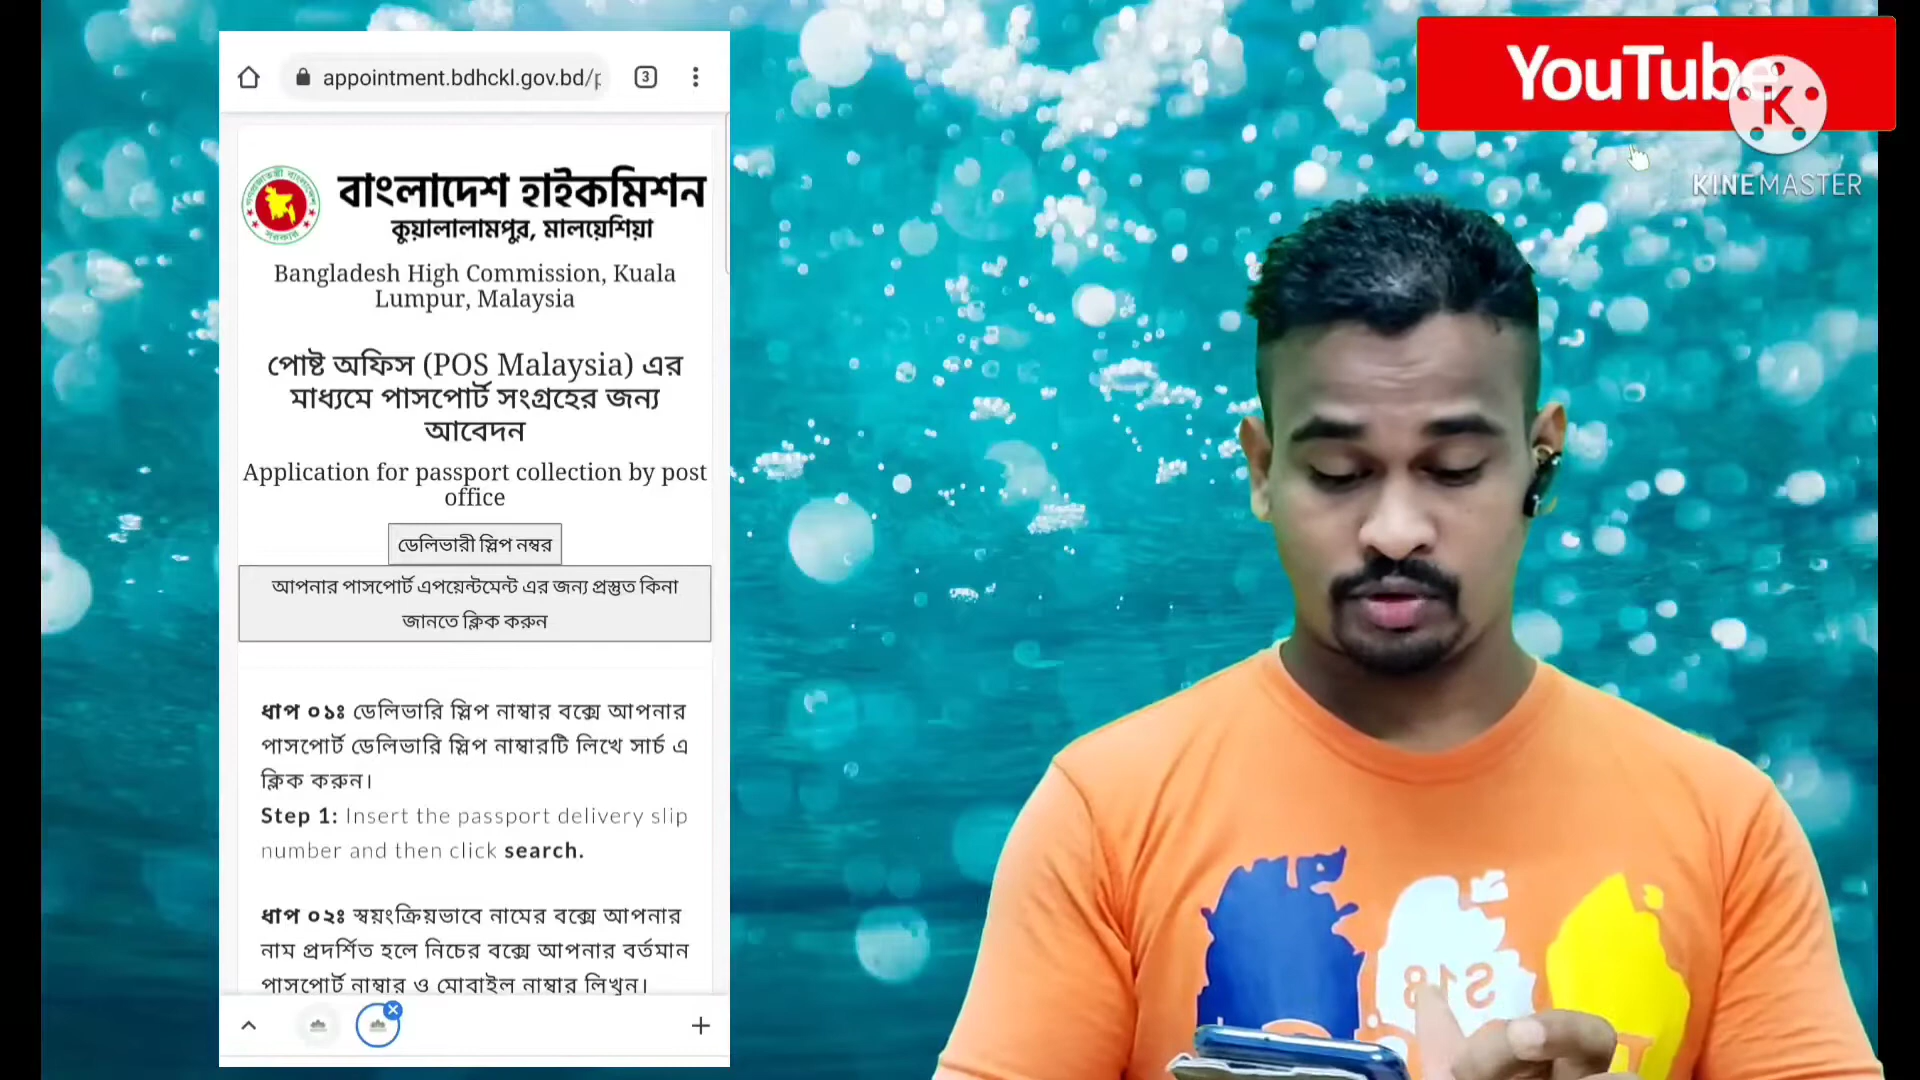 appointment.bdhckl.gov.bd/p
3
বাংলাদেশ হাইকমিশন
কুয়ালালামপুর, মালয়েশিয়া
Bangladesh High Commission, Kuala
Lumpur, Malaysia
পোষ্ট অফিস (POS Malaysia) এর
মাধ্যমে পাসপোর্ট সংগ্রহের জন্য
আবেদন
Application for passport collection by post
office
ডেলিভারী স্লিপ নম্বর
আপনার পাসপোর্ট এপয়েন্টমেন্ট এর জন্য প্রস্তুত কিনা
জানতে ক্লিক করুন
ধাপ ০১ঃ ডেলিভারি স্লিপ নাম্বার বক্সে আপনার
পাসপোর্ট ডেলিভারি স্লিপ নাম্বারটি লিখে সার্চ এ
ক্লিক করুন।
Step 1: Insert the passport delivery slip
number and then click search.
ধাপ ০২ঃ স্বয়ংক্রিয়ভাবে নামের বক্সে আপনার
নাম প্রদর্শিত হলে নিচের বক্সে আপনার বর্তমান
পাসপোর্ট নাম্বার ও মোবাইল নাম্বার লিখুন।
YouTube
K
KINEMASTER